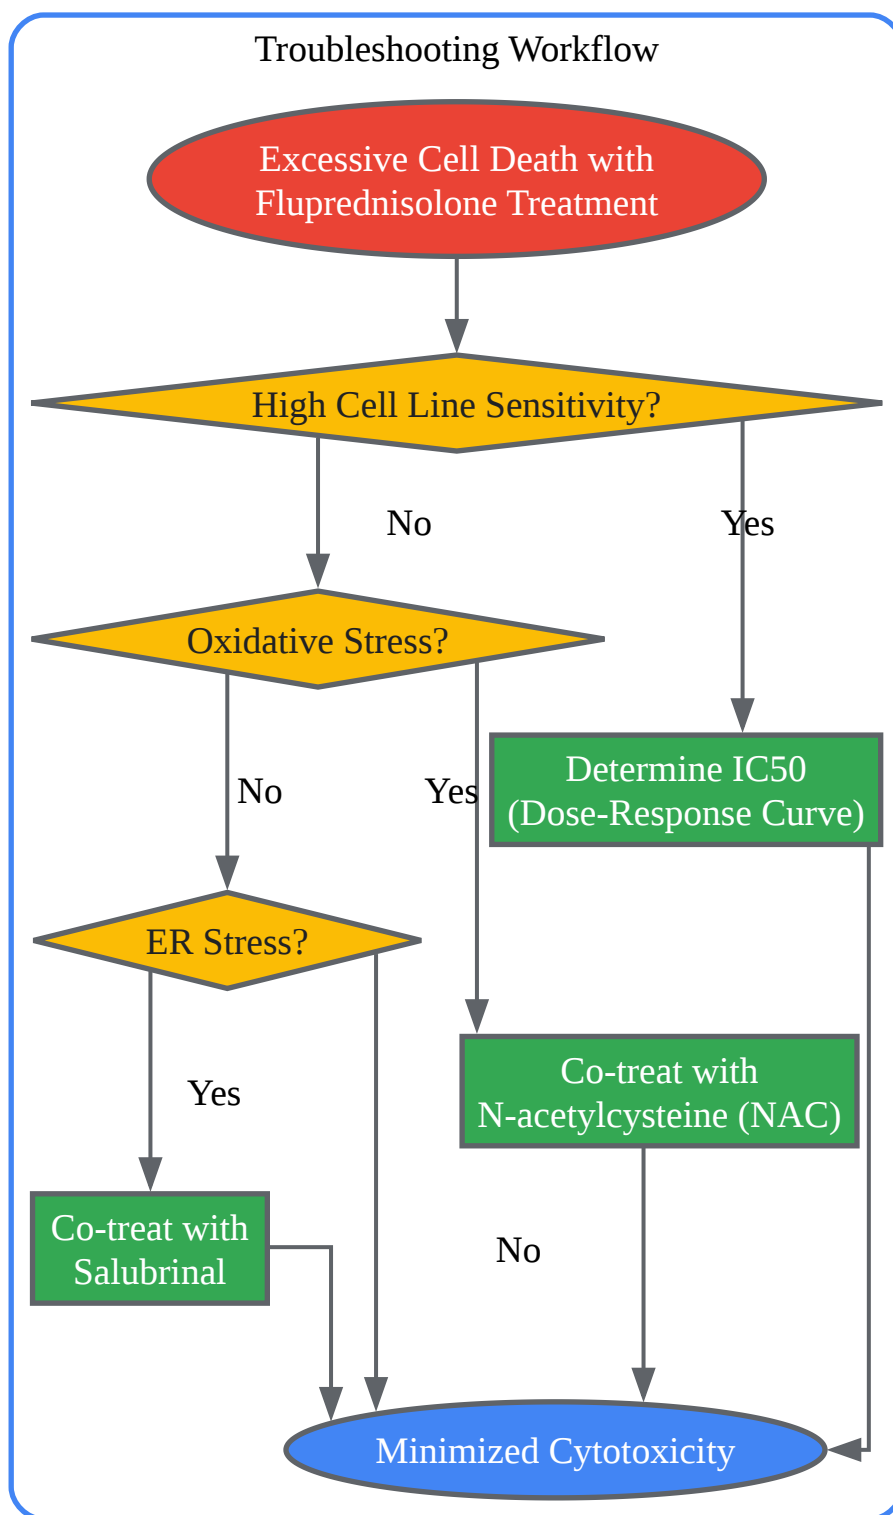 Troubleshooting Workflow
Excessive Cell Death with
Fluprednisolone Treatment
High Cell Line Sensitivity?
No
Yes
Oxidative Stress?
No
Yes
Determine IC50
(Dose-Response Curve)
ER Stress?
Yes
Co-treat with
N-acetylcysteine (NAC)
Co-treat with
Salubrinal
No
Minimized Cytotoxicity